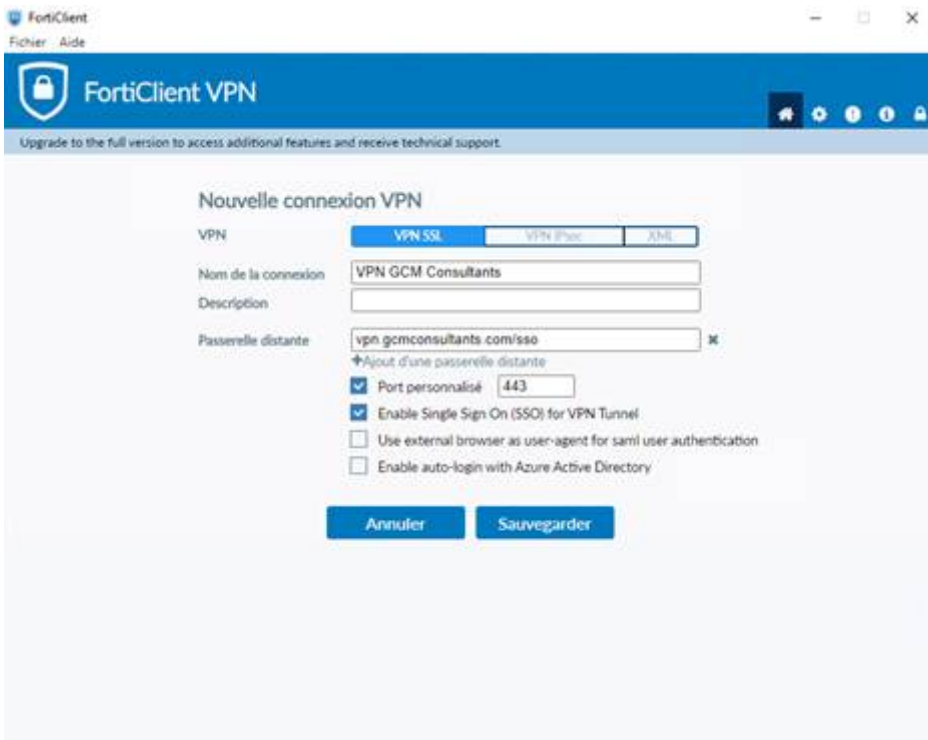 FortiClient
Fichier Aide
FortiClient VPN
Upgrade to the full version to access additional features and receive technical support.
Nouvelle connexion VPN
VPN VPN SSL VPN IPsec XML
Nom de la connexion VPN GCM Consultants
Description
Passerelle distante vpn.gcmconsultants.com/sso
+Ajout d'une passerelle distante
Port personnalisé 443
Enable Single Sign On (SSO) for VPN Tunnel
Use external browser as user-agent for saml user authentication
Enable auto-login with Azure Active Directory
Annuler Sauvegarder